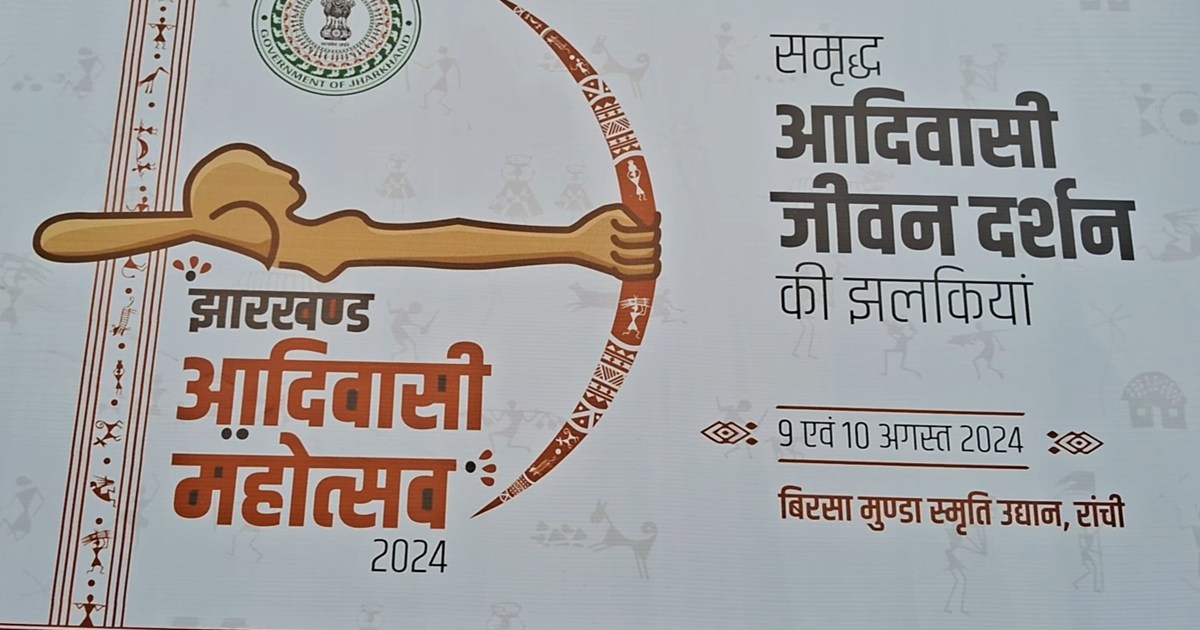 GOVERNMENT OF JHARKHAND
झारखण्ड
आदिवासी
महोत्सव
2024
समृद्ध
आदिवासी
जीवन दर्शन
की झलकियां
9 एवं 10 अगस्त 2024
बिरसा मुण्डा स्मृति उद्यान, रांची